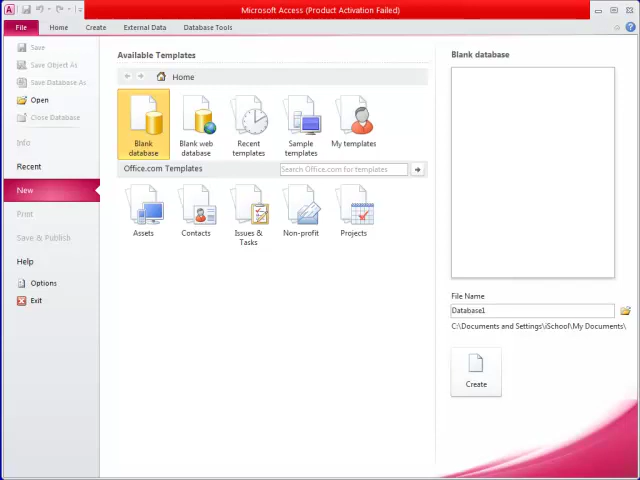 Microsoft Access (Product Activation Failed)
File Home Create External Data Database Tools
Save
Save Object As
Save Database As
Open
Close Database
Info
Recent
New
Print
Save & Publish
Help
Options
Exit
Available Templates
Home
Blank database
Blank web database
Recent templates
Sample templates
My templates
Office.com Templates
Search Office.com for templates
Assets
Contacts
Issues & Tasks
Non-profit
Projects
Blank database
File Name
Database1
C:\Documents and Settings\iSchool\My Documents\
Create